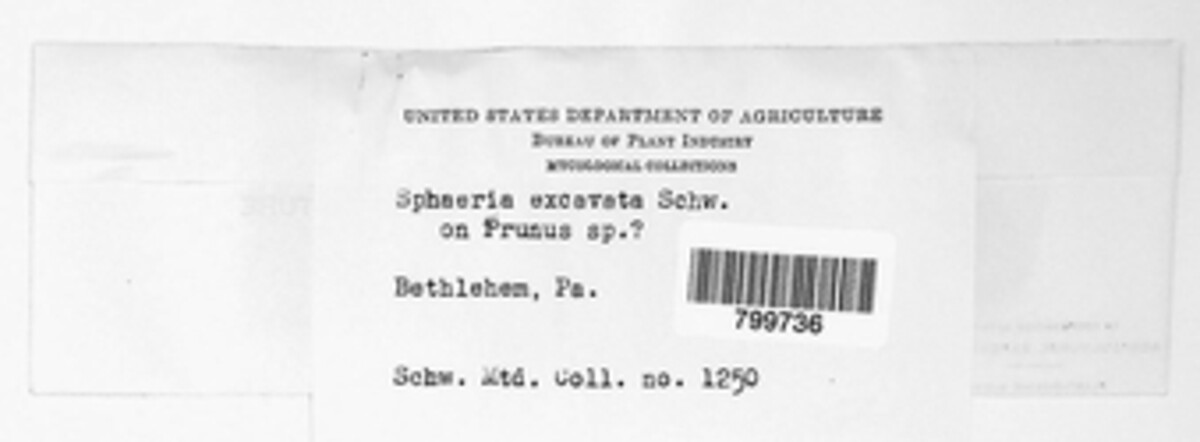 UNITED STATES DEPARTMENT OF AGRICULTURE
BUREAU OF PLANT INDUSTRY
MYCOLOGICAL COLLECTIONS
Sphaeria excavata Schw.
on Prunus sp.?
Bethlehem, Pa.
799736
Schw. Mtd. Coll. no. 1250